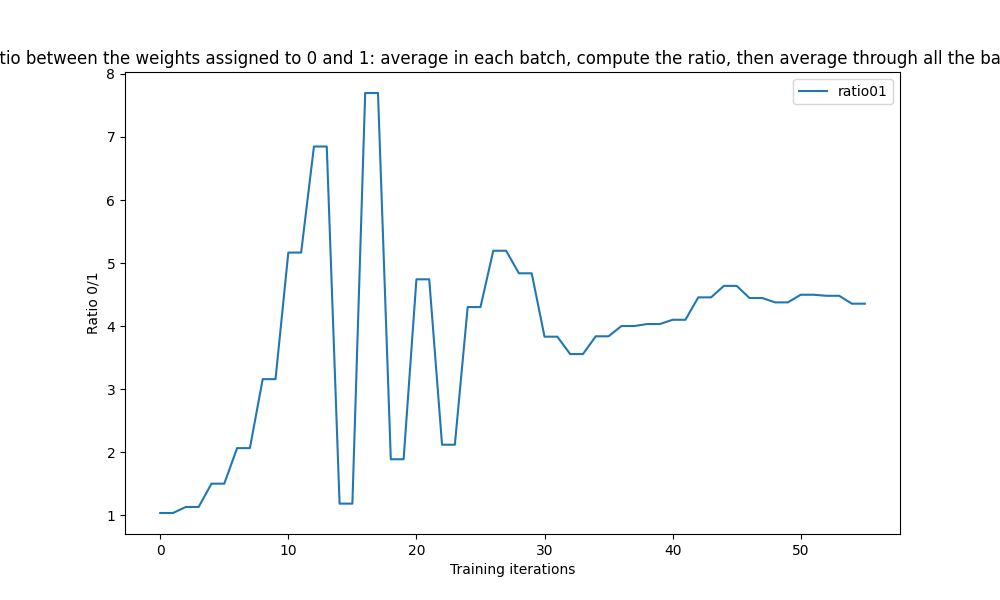 tio between the weights assigned to 0 and 1: average in each batch, compute the ratio, then average through all the ba
8
7
6
5
4
3
2
1
Ratio 0/1
ratio01
0 10 20 30 40 50
Training iterations